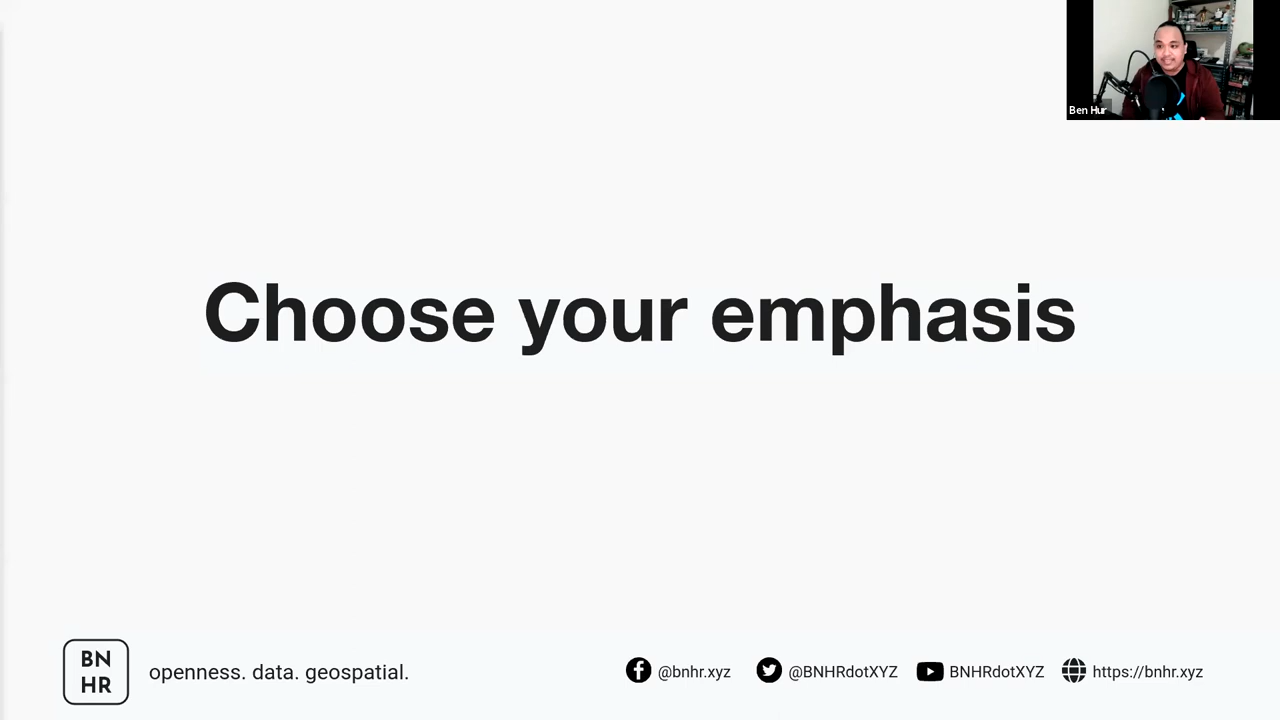 Ben Hur
Choose your emphasis
BN
HR
openness. data. geospatial.
@bnhr.xyz
@BNHRdotXYZ
BNHRdotXYZ
https://bnhr.xyz